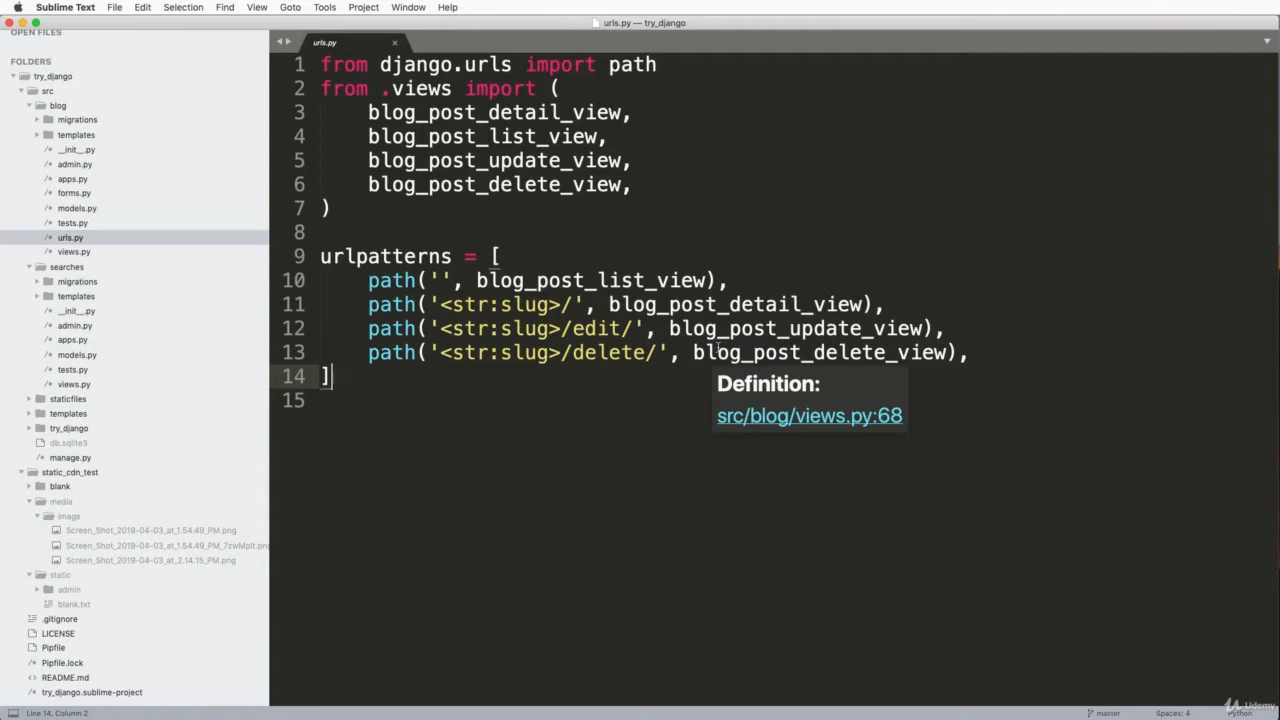 Sublime Text File Edit Selection Find View Goto Tools Project Window Help
urls.py — try_django
OPEN FILES
FOLDERS
try_django
src
blog
migrations
templates
__init__.py
admin.py
apps.py
forms.py
models.py
tests.py
urls.py
views.py
searches
migrations
templates
__init__.py
admin.py
apps.py
models.py
tests.py
views.py
staticfiles
templates
try_django
db.sqlite3
manage.py
static_cdn_test
blank
media
image
Screen_Shot_2019-04-03_at_1.54.49_PM.png
Screen_Shot_2019-04-03_at_1.54.49_PM_7zwMplt.png
Screen_Shot_2019-04-03_at_2.14.15_PM.png
static
admin
blank.txt
.gitignore
LICENSE
Pipfile
Pipfile.lock
README.md
try_django.sublime-project
urls.py
1 from django.urls import path
2 from .views import (
3     blog_post_detail_view,
4     blog_post_list_view,
5     blog_post_update_view,
6     blog_post_delete_view,
7 )
8
9 urlpatterns = [
10     path('', blog_post_list_view),
11     path('<str:slug>/', blog_post_detail_view),
12     path('<str:slug>/edit/', blog_post_update_view),
13     path('<str:slug>/delete/', blog_post_delete_view),
14 ]
15
Definition:
src/blog/views.py:68
Line 14, Column 2
master
Spaces: 4
Python
Udemy